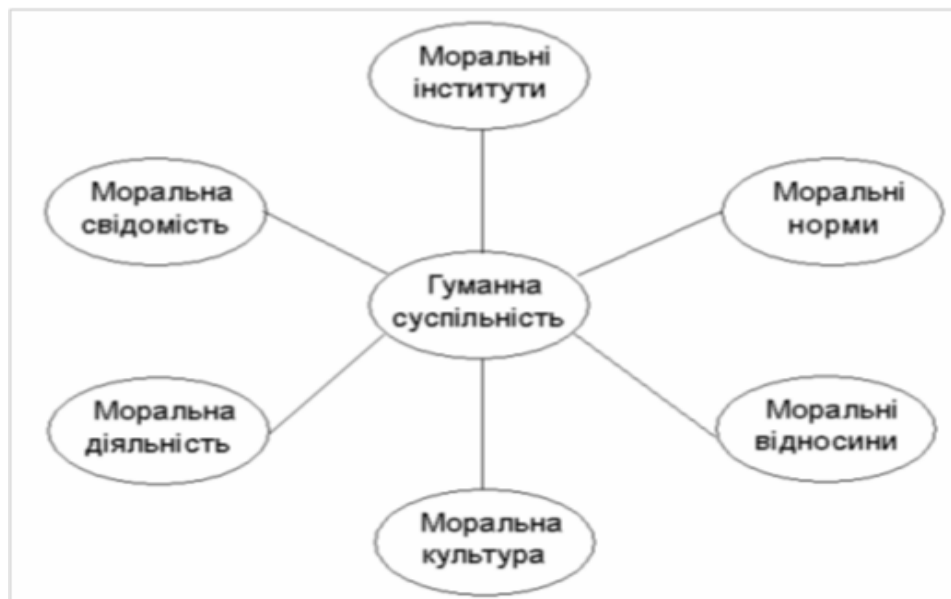 Моральні
інститути
Моральна
свідомість
Моральні
норми
Гуманна
суспільність
Моральна
діяльність
Моральні
відносини
Моральна
культура